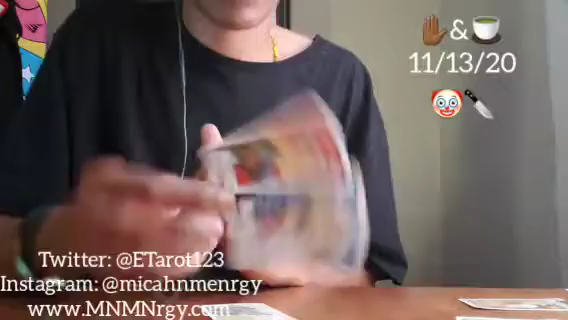 ✋🏾&🍵
11/13/20
🤡🔪
Twitter: @ETarot123
Instagram: @micahnmenrgy
www.MNMNrgy.com